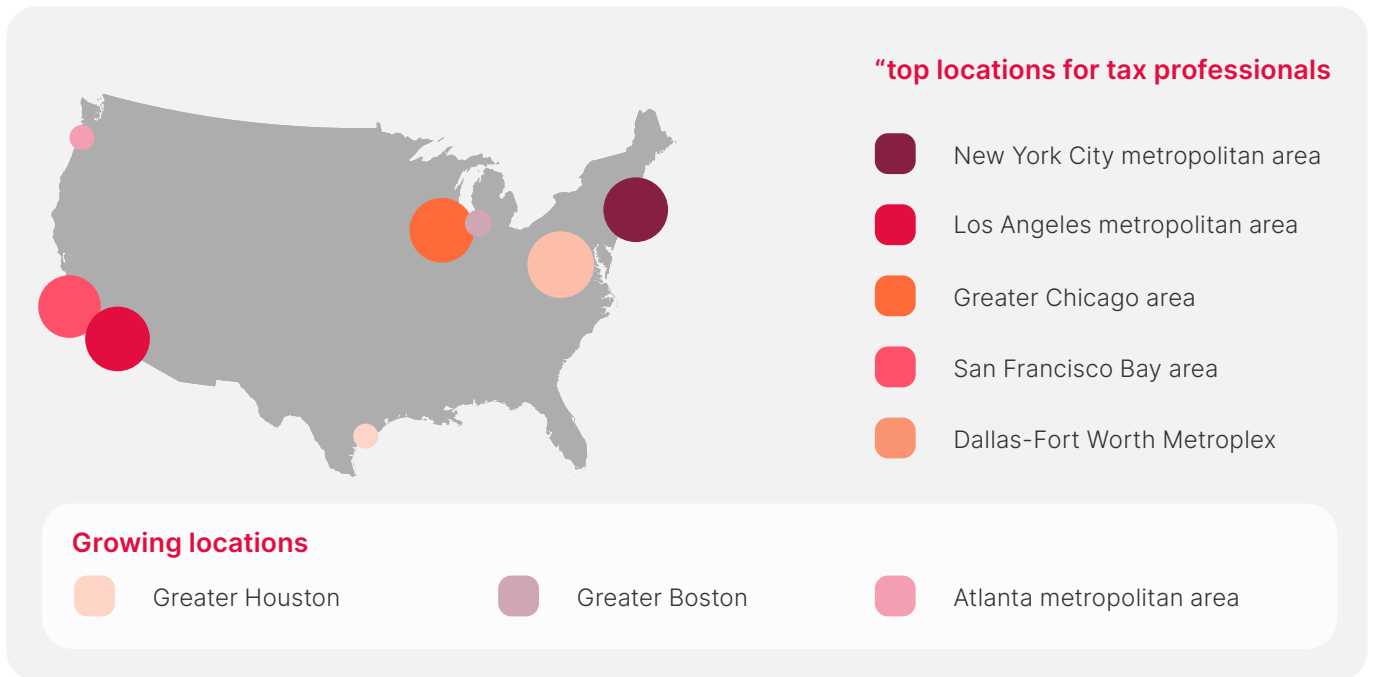 “top locations for tax professionals
New York City metropolitan area
Los Angeles metropolitan area
Greater Chicago area
San Francisco Bay area
Dallas-Fort Worth Metroplex
Growing locations
Greater Houston
Greater Boston
Atlanta metropolitan area